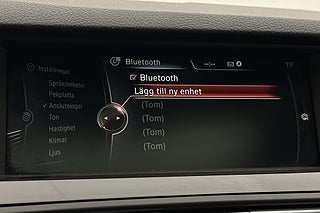 Bluetooth
TP
Inställningar
Språk/enheter
Pekplatta
Anslutningar
Ton
Hastighet
Klimat
Ljus
Bluetooth
Lägg till ny enhet
(Tom)
(Tom)
(Tom)
(Tom)